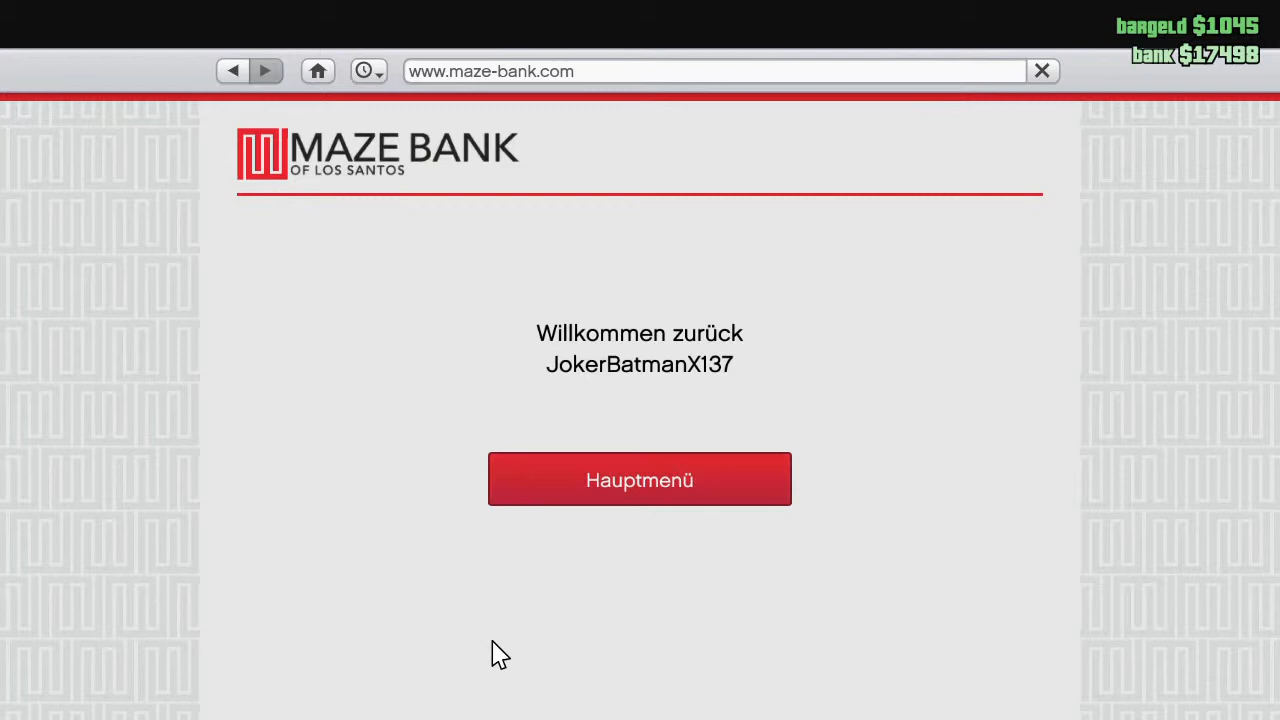 bargeld $1045
bank $17498
www.maze-bank.com
MAZE BANK
OF LOS SANTOS
Willkommen zurück
JokerBatmanX137
Hauptmenü